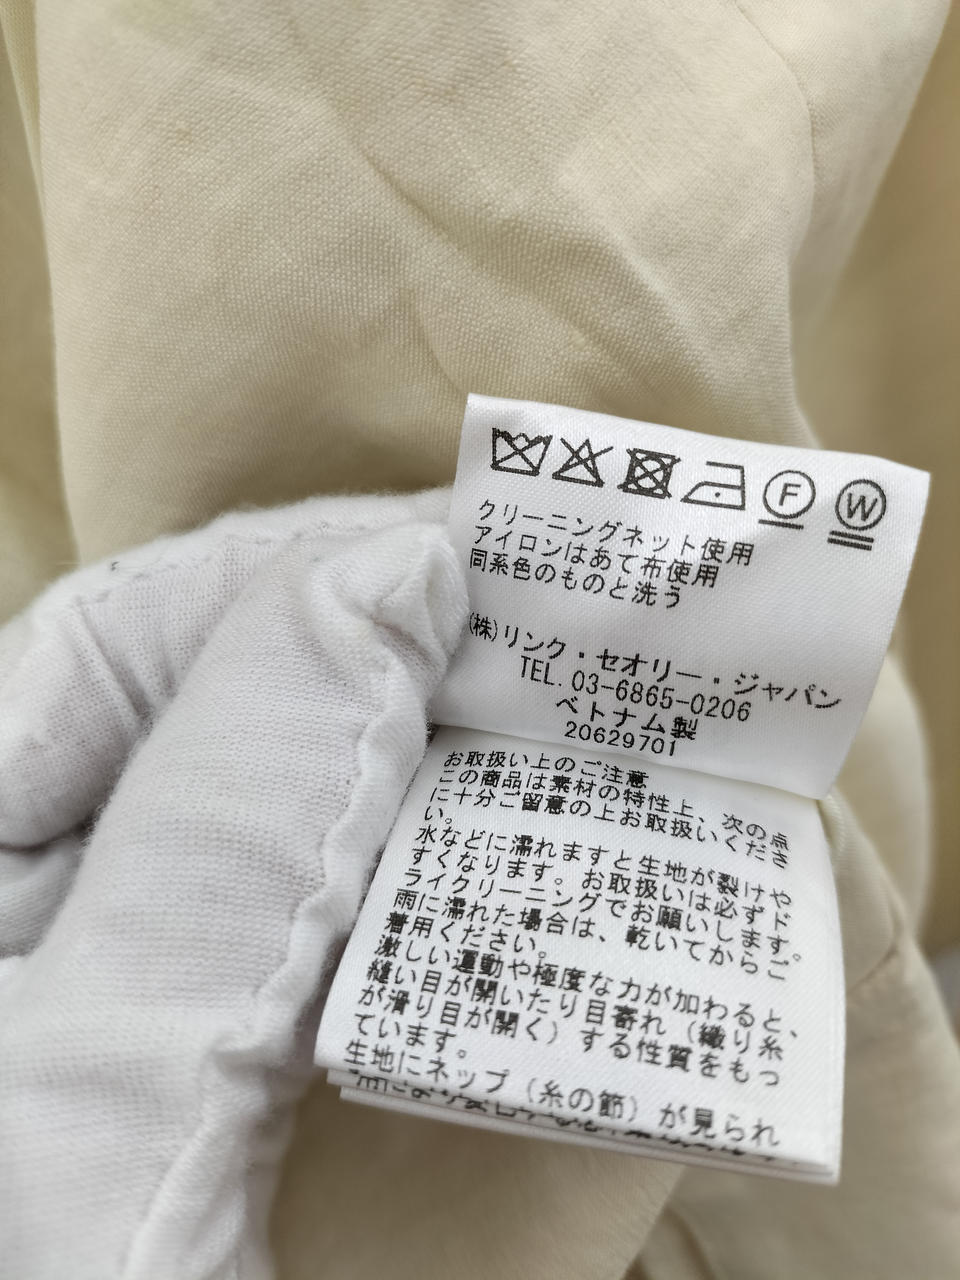 F W
クリーニングネット使用
アイロンはあて布使用
同系色のものと洗う
(株)リンク・セオリー・ジャパン
TEL. 03-6865-0206
ベトナム製
20629701
お取扱い上のご注意
この商品は素材の特性上、次の点
に十分ご留意の上お取扱いくださ
い。
水などに濡れますと生地が裂けや
すくなります。お取扱いは必ずド
ライクリーニングでお願いします。
雨に濡れた場合は、乾いてからご
着用ください。
激しい運動や極度な力が加わると、
縫い目が開いたり目寄れ（織り糸
が滑り目が開く）する性質をもっ
ています。
生地にネップ（糸の節）が見られ